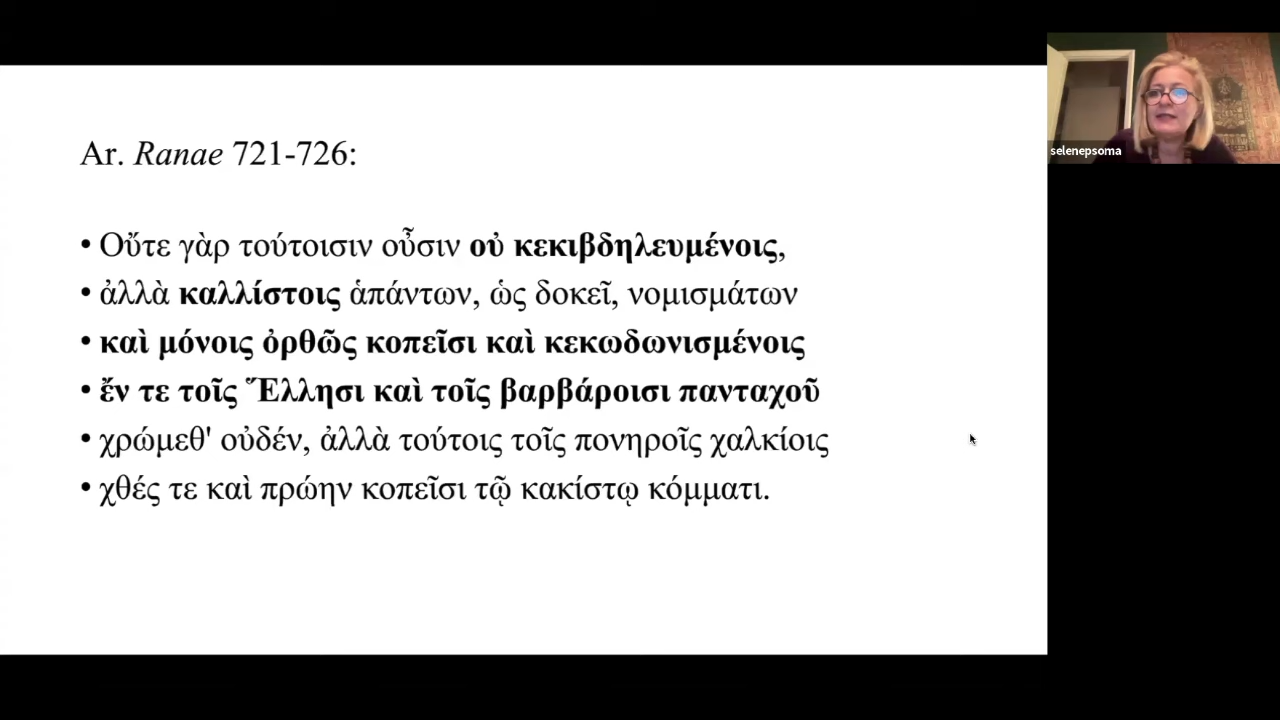 Ar. Ranae 721-726:
• Οὔτε γὰρ τούτοισιν οὖσιν οὐ κεκιβδηλευμένοις,
• ἀλλὰ καλλίστοις ἁπάντων, ὡς δοκεῖ, νομισμάτων
• καὶ μόνοις ὀρθῶς κοπεῖσι καὶ κεκωδωνισμένοις
• ἔν τε τοῖς Ἕλλησι καὶ τοῖς βαρβάροισι πανταχοῦ
• χρώμεθ' οὐδέν, ἀλλὰ τούτοις τοῖς πονηροῖς χαλκίοις
• χθές τε καὶ πρώην κοπεῖσι τῷ κακίστῳ κόμματι.
selenepsoma